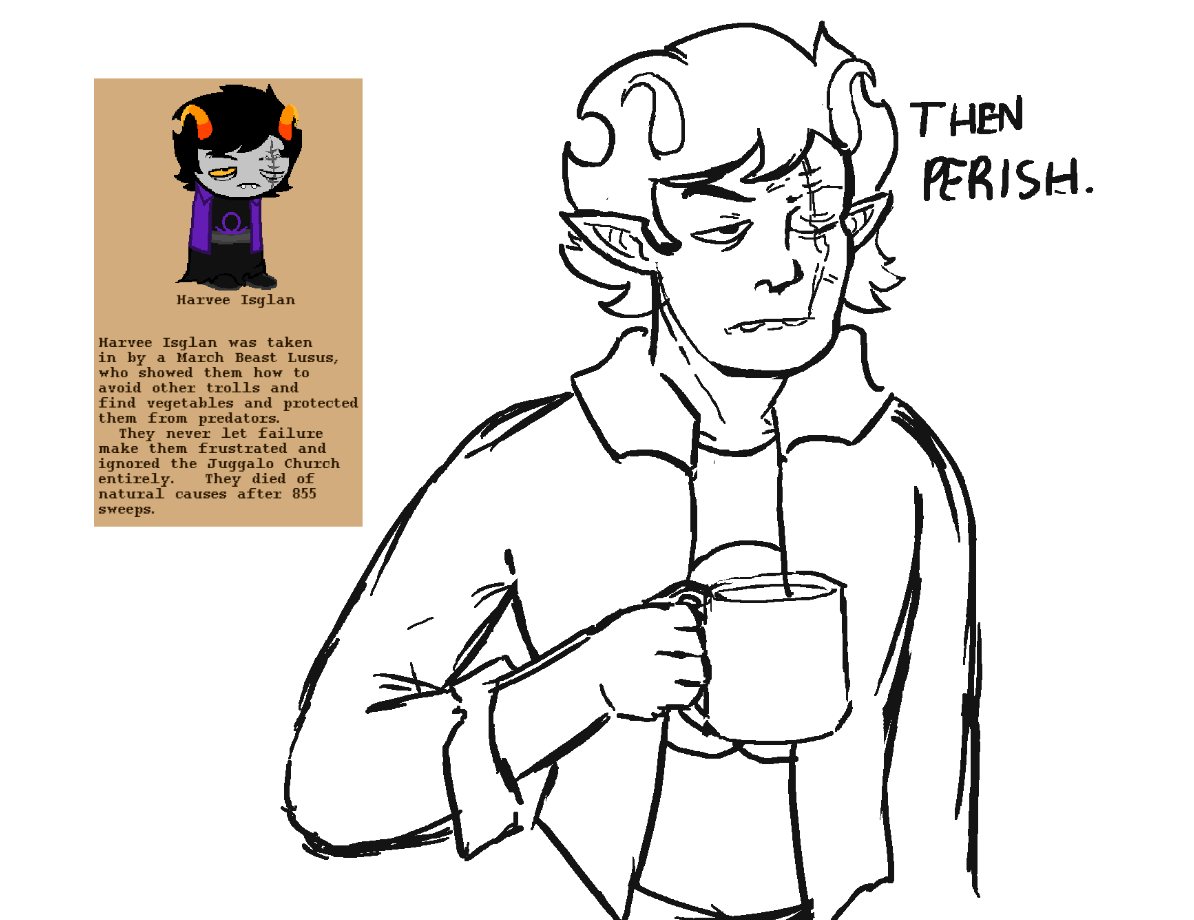 THEN
PERISH.
Harvee Isglan
Harvee Isglan was taken
in by a March Beast Lusus,
who showed them how to
avoid other trolls and
find vegetables and protected
them from predators.
They never let failure
make them frustrated and
ignored the Juggalo Church
entirely. They died of
natural causes after 855
sweeps.